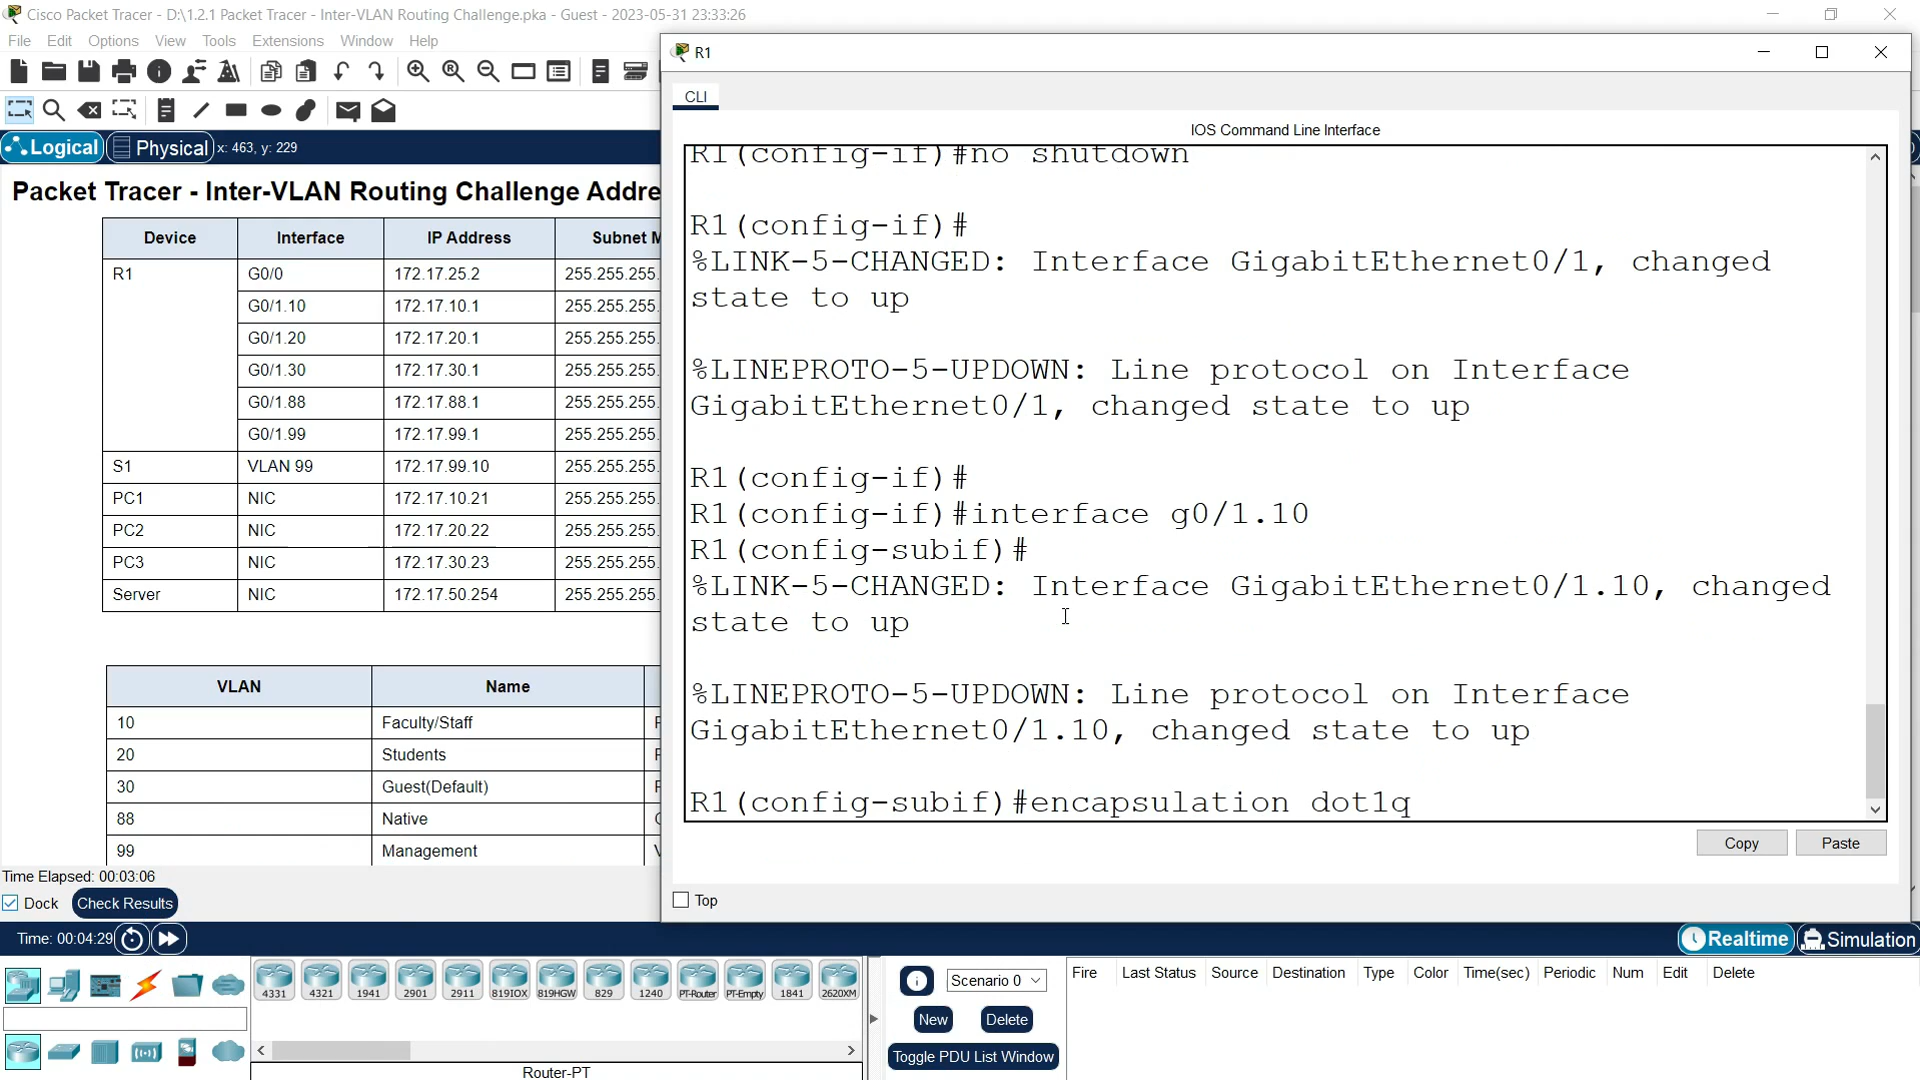 Cisco Packet Tracer - D:\1.2.1 Packet Tracer - Inter-VLAN Routing Challenge.pka - Guest - 2023-05-31 23:33:26
File Edit Options View Tools Extensions Window Help
Logical Physical x: 463, y: 229
Packet Tracer - Inter-VLAN Routing Challenge Addre
Device Interface IP Address Subnet M
R1 G0/0 172.17.25.2 255.255.255.
G0/1.10 172.17.10.1 255.255.255.
G0/1.20 172.17.20.1 255.255.255.
G0/1.30 172.17.30.1 255.255.255.
G0/1.88 172.17.88.1 255.255.255.
G0/1.99 172.17.99.1 255.255.255.
S1 VLAN 99 172.17.99.10 255.255.255.
PC1 NIC 172.17.10.21 255.255.255.
PC2 NIC 172.17.20.22 255.255.255.
PC3 NIC 172.17.30.23 255.255.255.
Server NIC 172.17.50.254 255.255.255.
VLAN Name
10 Faculty/Staff
20 Students
30 Guest(Default)
88 Native
99 Management
Time Elapsed: 00:03:06
Dock Check Results
R1
CLI
IOS Command Line Interface
R1(config-if)#no shutdown
R1(config-if)#
%LINK-5-CHANGED: Interface GigabitEthernet0/1, changed
state to up
%LINEPROTO-5-UPDOWN: Line protocol on Interface
GigabitEthernet0/1, changed state to up
R1(config-if)#
R1(config-if)#interface g0/1.10
R1(config-subif)#
%LINK-5-CHANGED: Interface GigabitEthernet0/1.10, changed
state to up
%LINEPROTO-5-UPDOWN: Line protocol on Interface
GigabitEthernet0/1.10, changed state to up
R1(config-subif)#encapsulation dot1q
Copy Paste
Top
Time: 00:04:29
Realtime Simulation
4331 4321 1941 2901 2911 819IOX 819HGW 829 1240 PT-Router PT-Empty 1841 2620XM
Router-PT
Scenario 0
New Delete
Toggle PDU List Window
Fire Last Status Source Destination Type Color Time(sec) Periodic Num Edit Delete